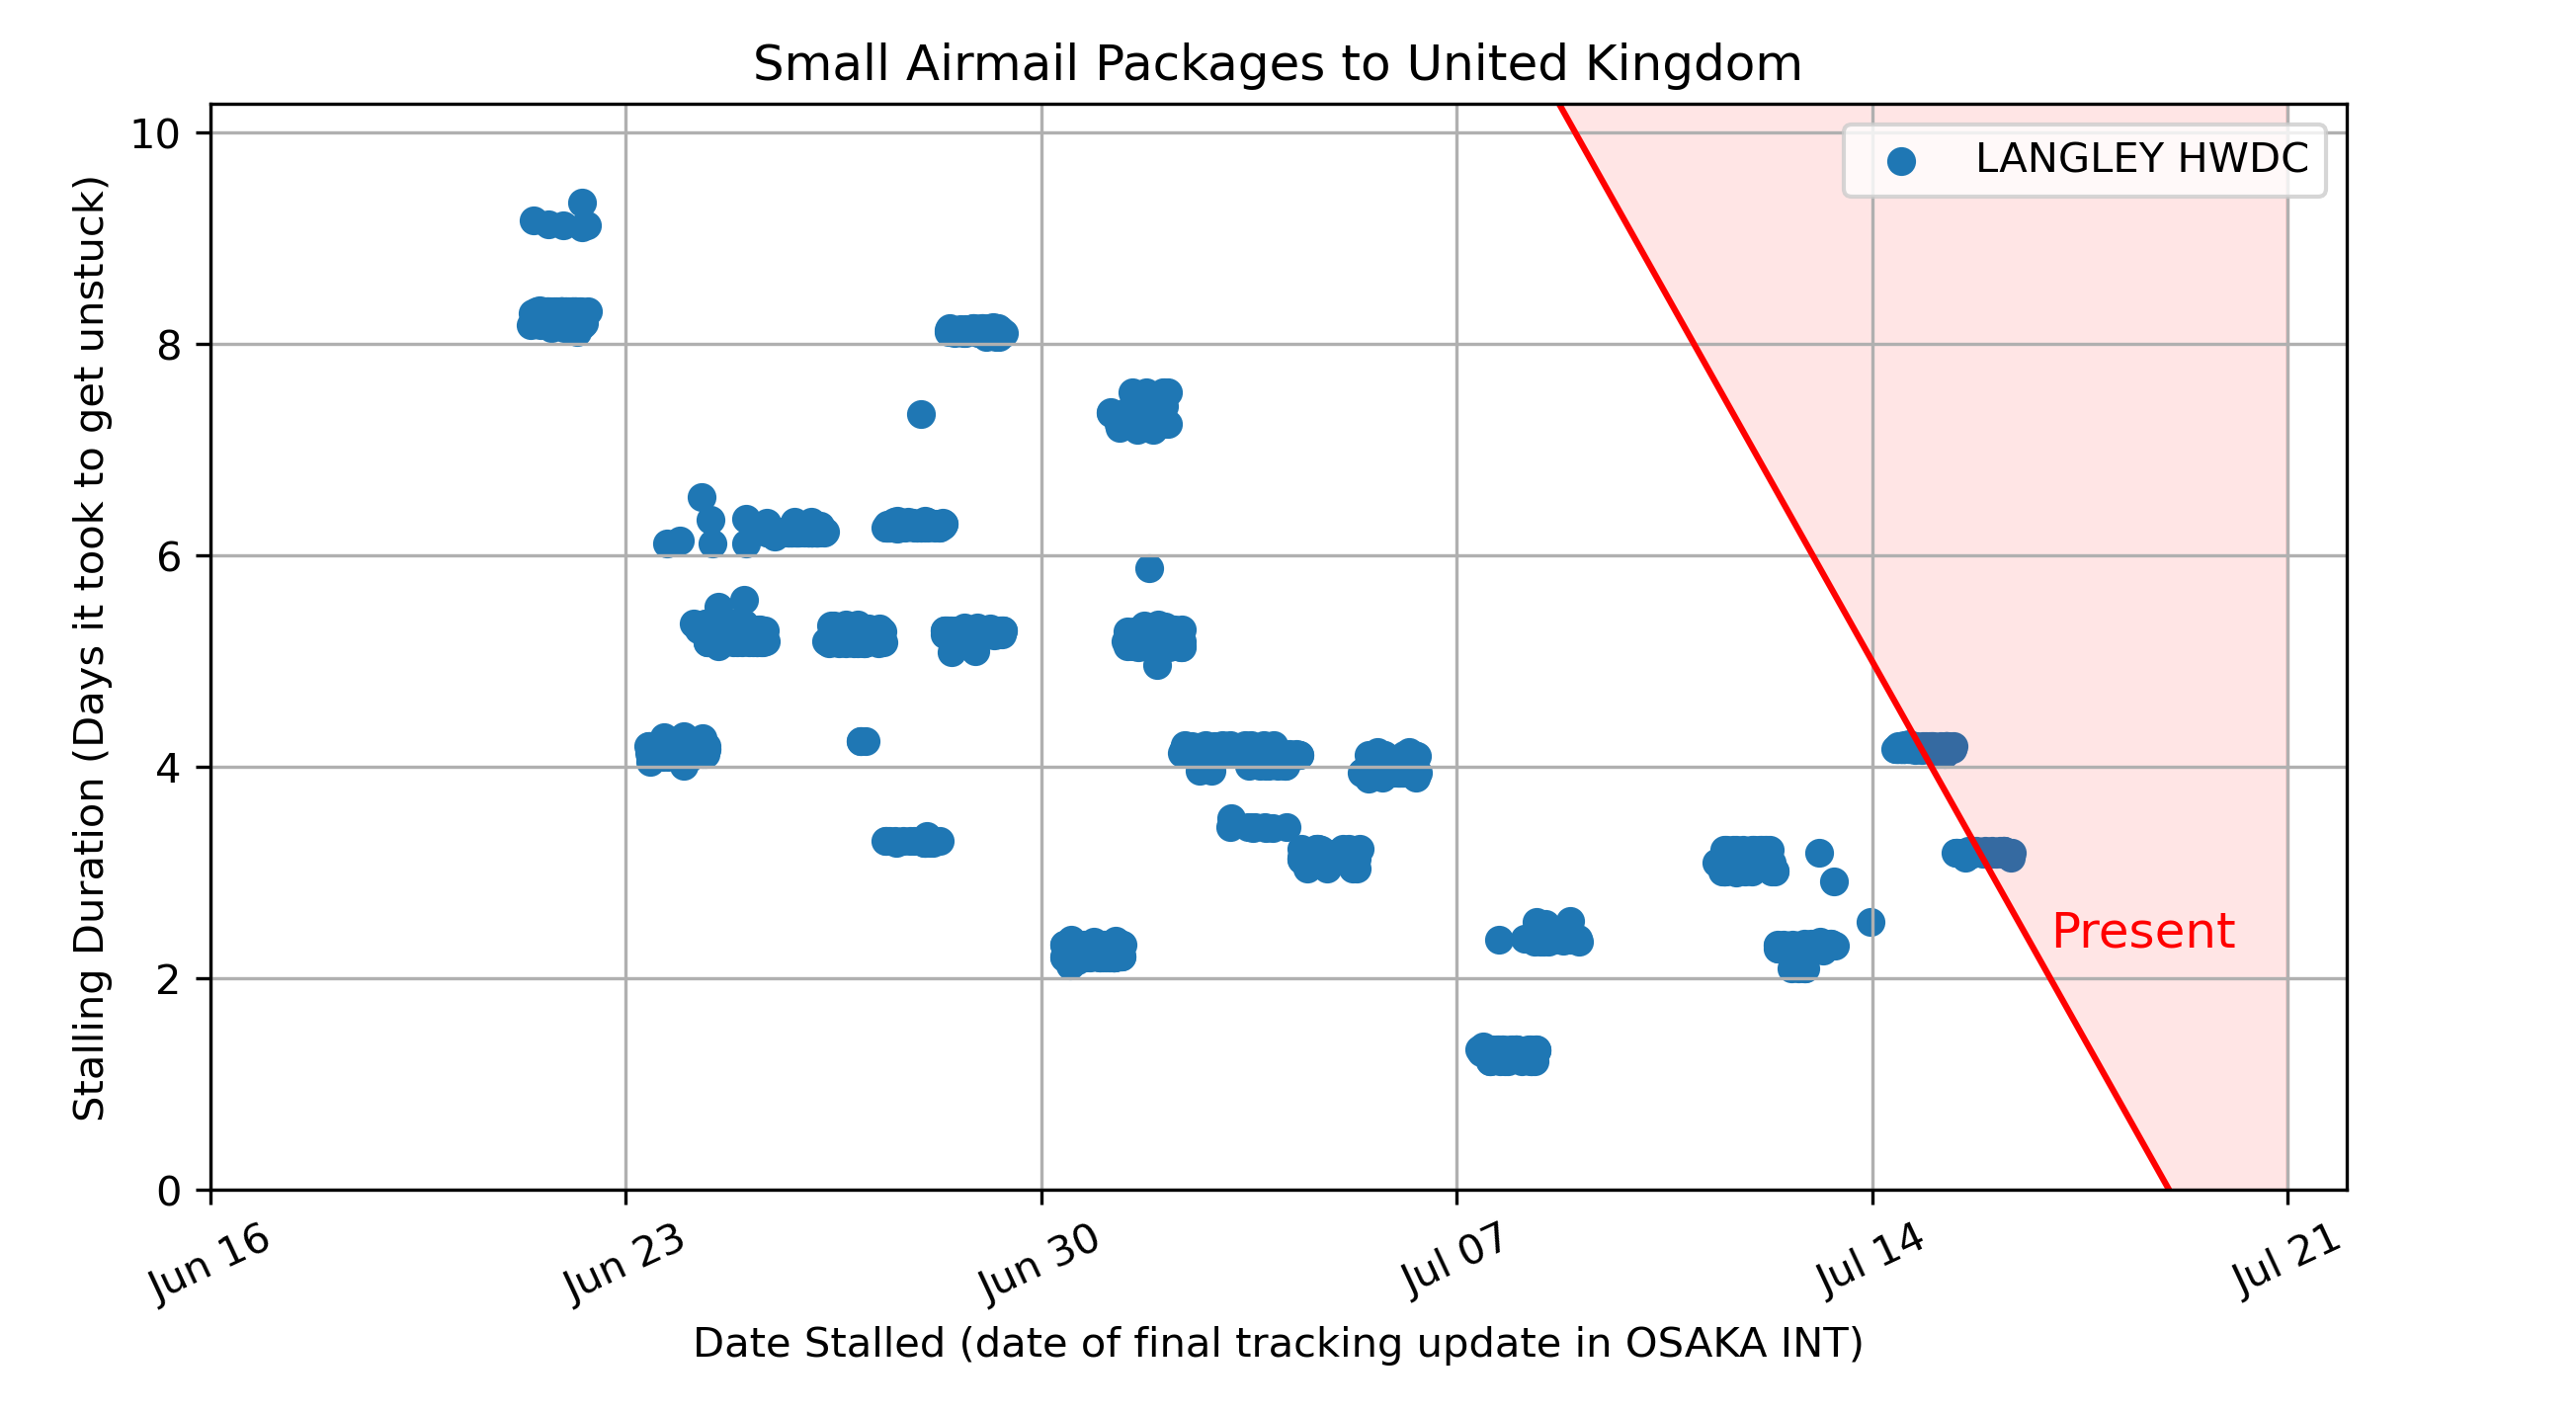 Small Airmail Packages to United Kingdom
LANGLEY HWDC
Present
Stalling Duration (Days it took to get unstuck)
10
8
6
4
2
0
Jun 16
Jun 23
Jun 30
Jul 07
Jul 14
Jul 21
Date Stalled (date of final tracking update in OSAKA INT)